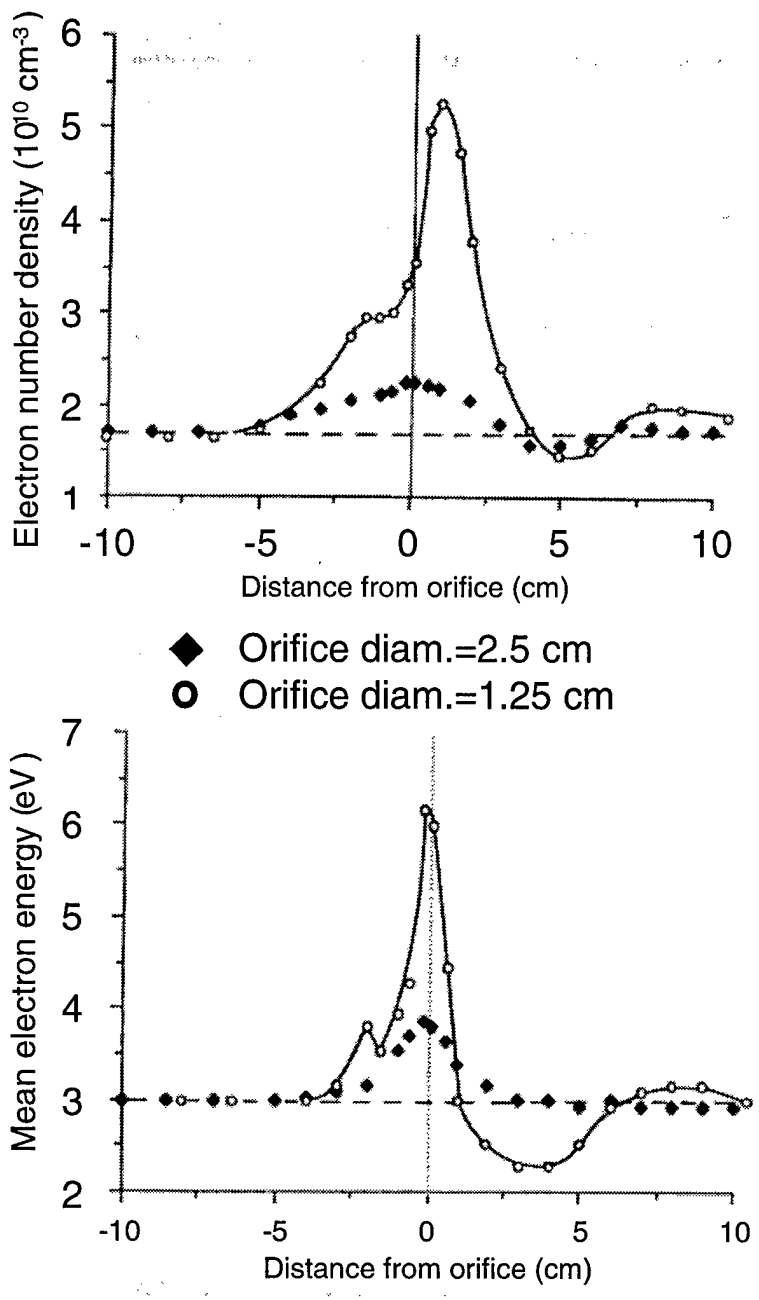 Electron number density (10¹⁰ cm⁻³)
6
5
4
3
2
1
-10 -5 0 5 10
Distance from orifice (cm)
Orifice diam.=2.5 cm
Orifice diam.=1.25 cm
Mean electron energy (eV)
7
6
5
4
3
2
-10 -5 0 5 10
Distance from orifice (cm)